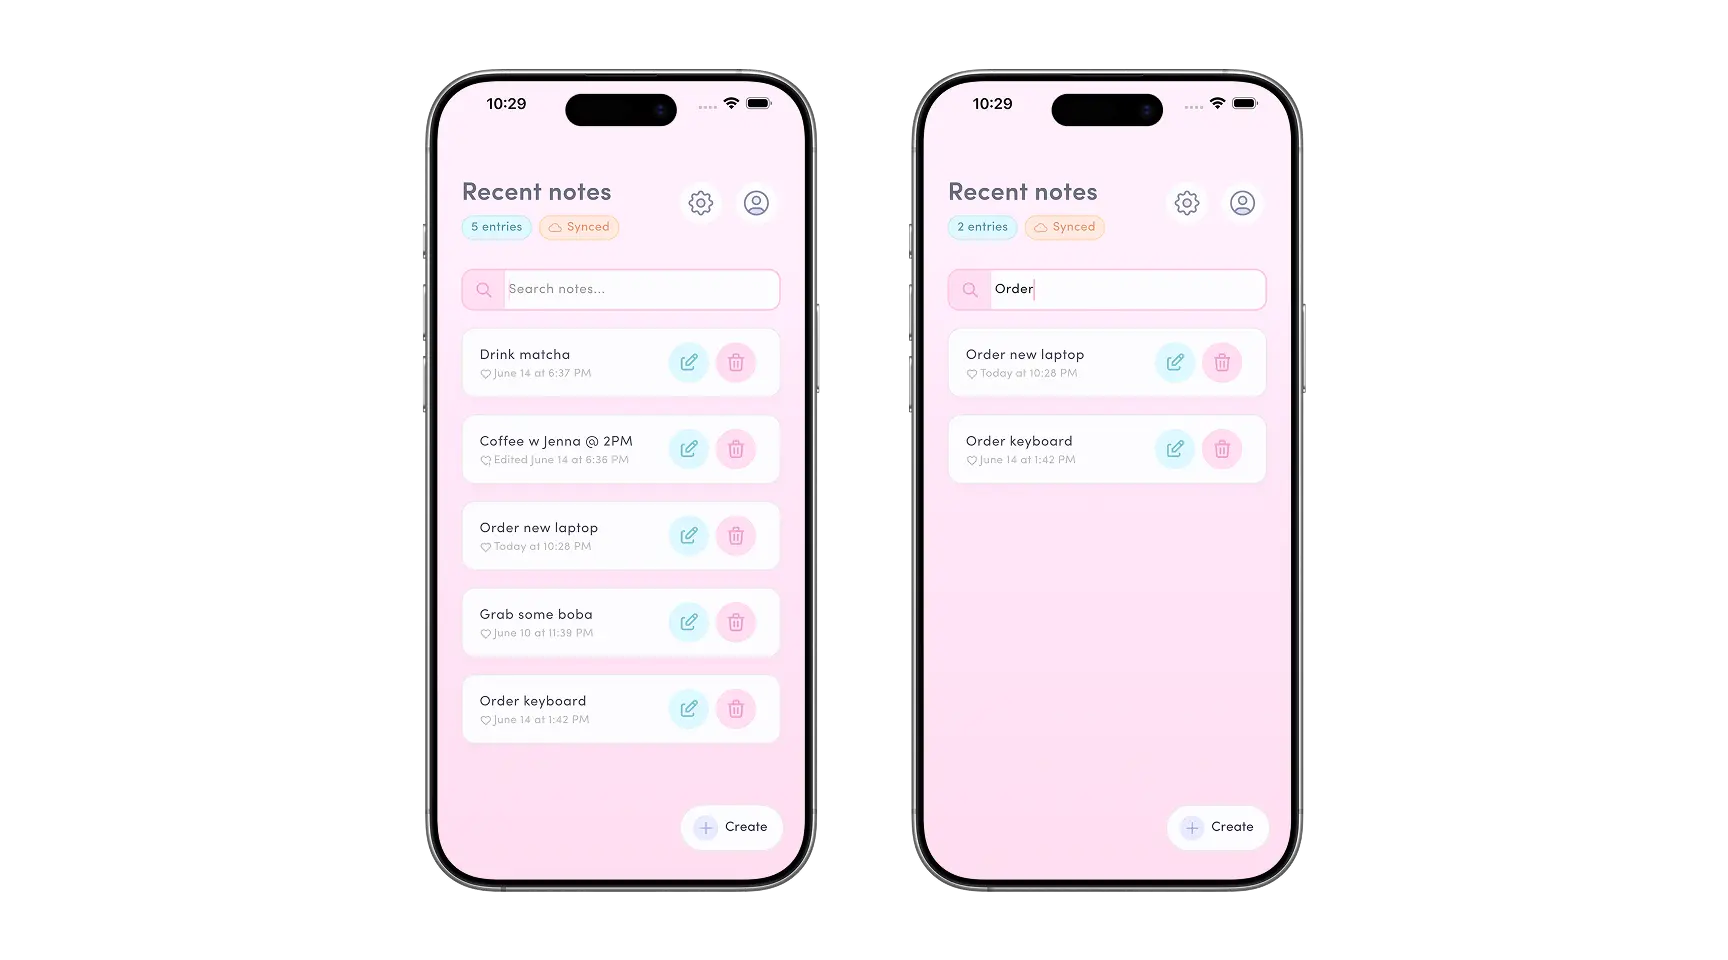 10:29
Recent notes
5 entries
Synced
Search notes...
Drink matcha
June 14 at 6:37 PM
Coffee w Jenna @ 2PM
Edited June 14 at 6:36 PM
Order new laptop
Today at 10:28 PM
Grab some boba
June 10 at 11:39 PM
Order keyboard
June 14 at 1:42 PM
Create
10:29
Recent notes
2 entries
Synced
Order
Order new laptop
Today at 10:28 PM
Order keyboard
June 14 at 1:42 PM
Create